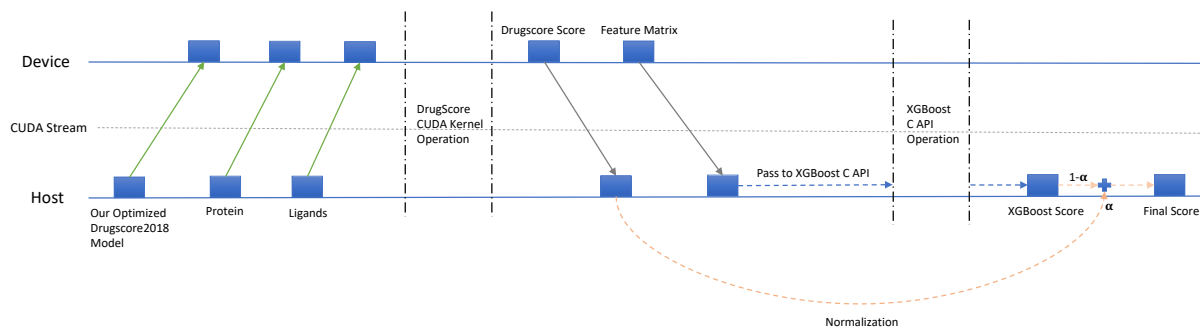 Drugscore Score
Feature Matrix
Device
CUDA Stream
DrugScore
CUDA Kernel
Operation
XGBoost
C API
Operation
Pass to XGBoost C API
1-α
Host
Our Optimized
Drugscore2018
Model
Protein
Ligands
XGBoost Score
α
Final Score
Normalization